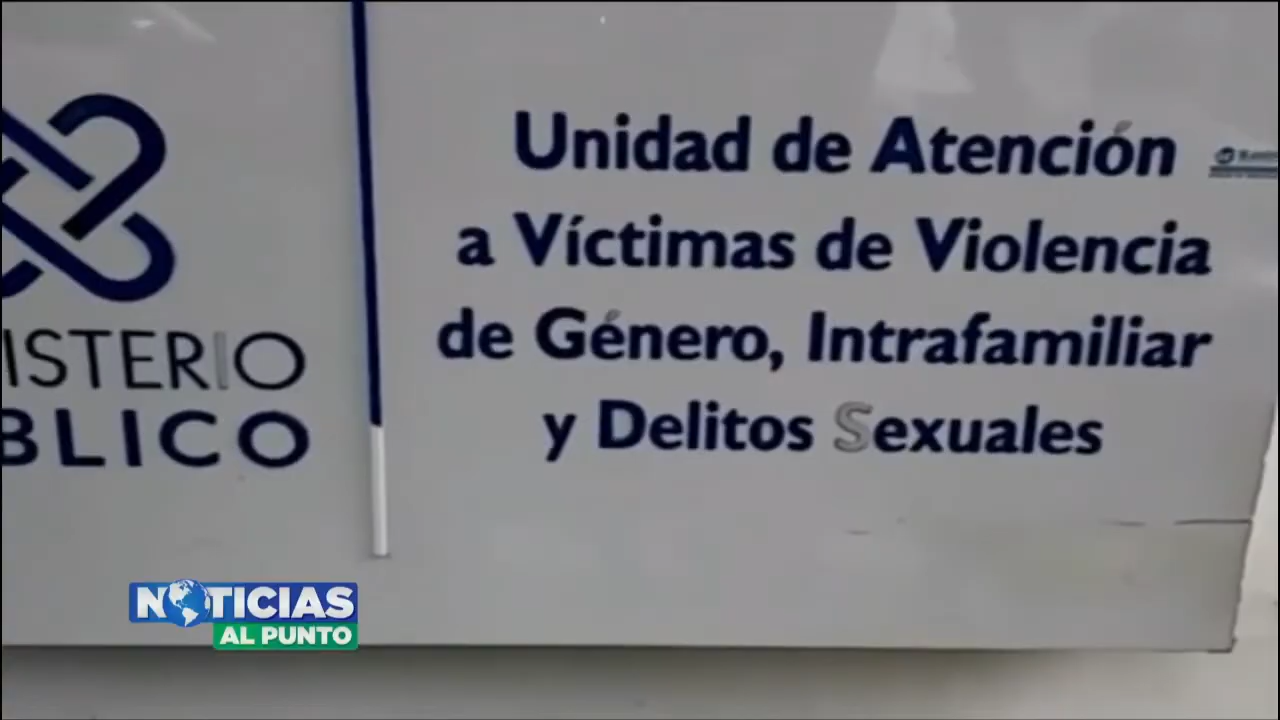 ISTERIO
BLICO
Unidad de Atención
a Víctimas de Violencia
de Género, Intrafamiliar
y Delitos Sexuales
NOTICIAS
AL PUNTO